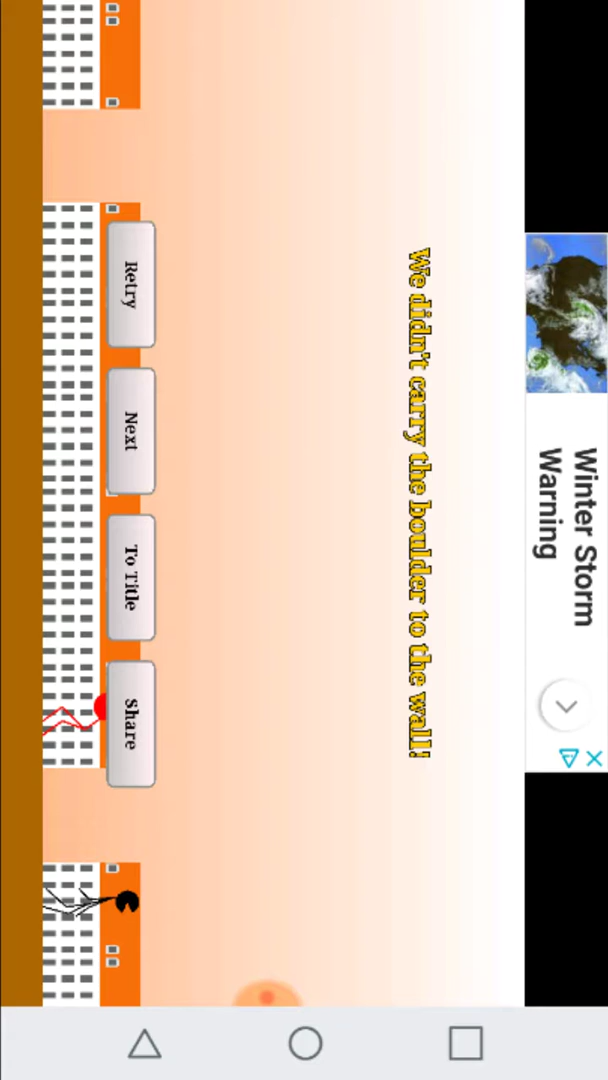 Winter Storm
Warning
We didn't carry the boulder to the wall!
Retry
Next
To Title
Share